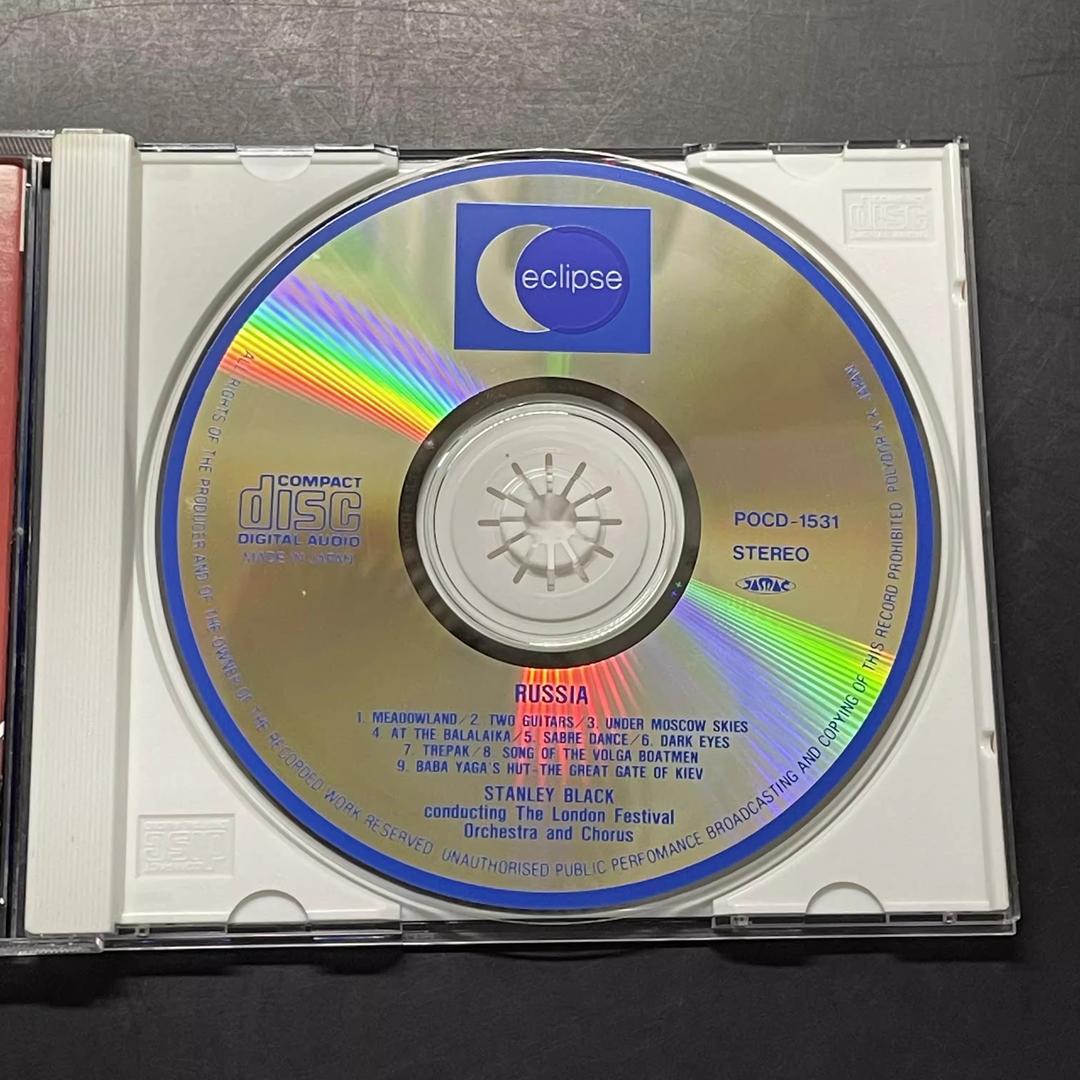 eclipse
COMPACT
disc
DIGITAL AUDIO
MADE IN JAPAN
POCD-1531
STEREO
JASRAC
RUSSIA
1. MEADOWLAND/2. TWO GUITARS/3. UNDER MOSCOW SKIES
4 AT THE BALALAIKA/5. SABRE DANCE/6. DARK EYES
7. TREPAK/8. SONG OF THE VOLGA BOATMEN
9. BABA YAGA'S HUT-THE GREAT GATE OF KIEV
STANLEY BLACK
conducting The London Festival
Orchestra and Chorus
ALL RIGHTS OF THE PRODUCER AND OF THE OWNER OF THE RECORDED WORK RESERVED UNAUTHORISED PUBLIC PERFOMANCE BROADCASTING AND COPYING OF THIS RECORD PROHIBITED POLYDOR K.K. JAPAN
disc
disc